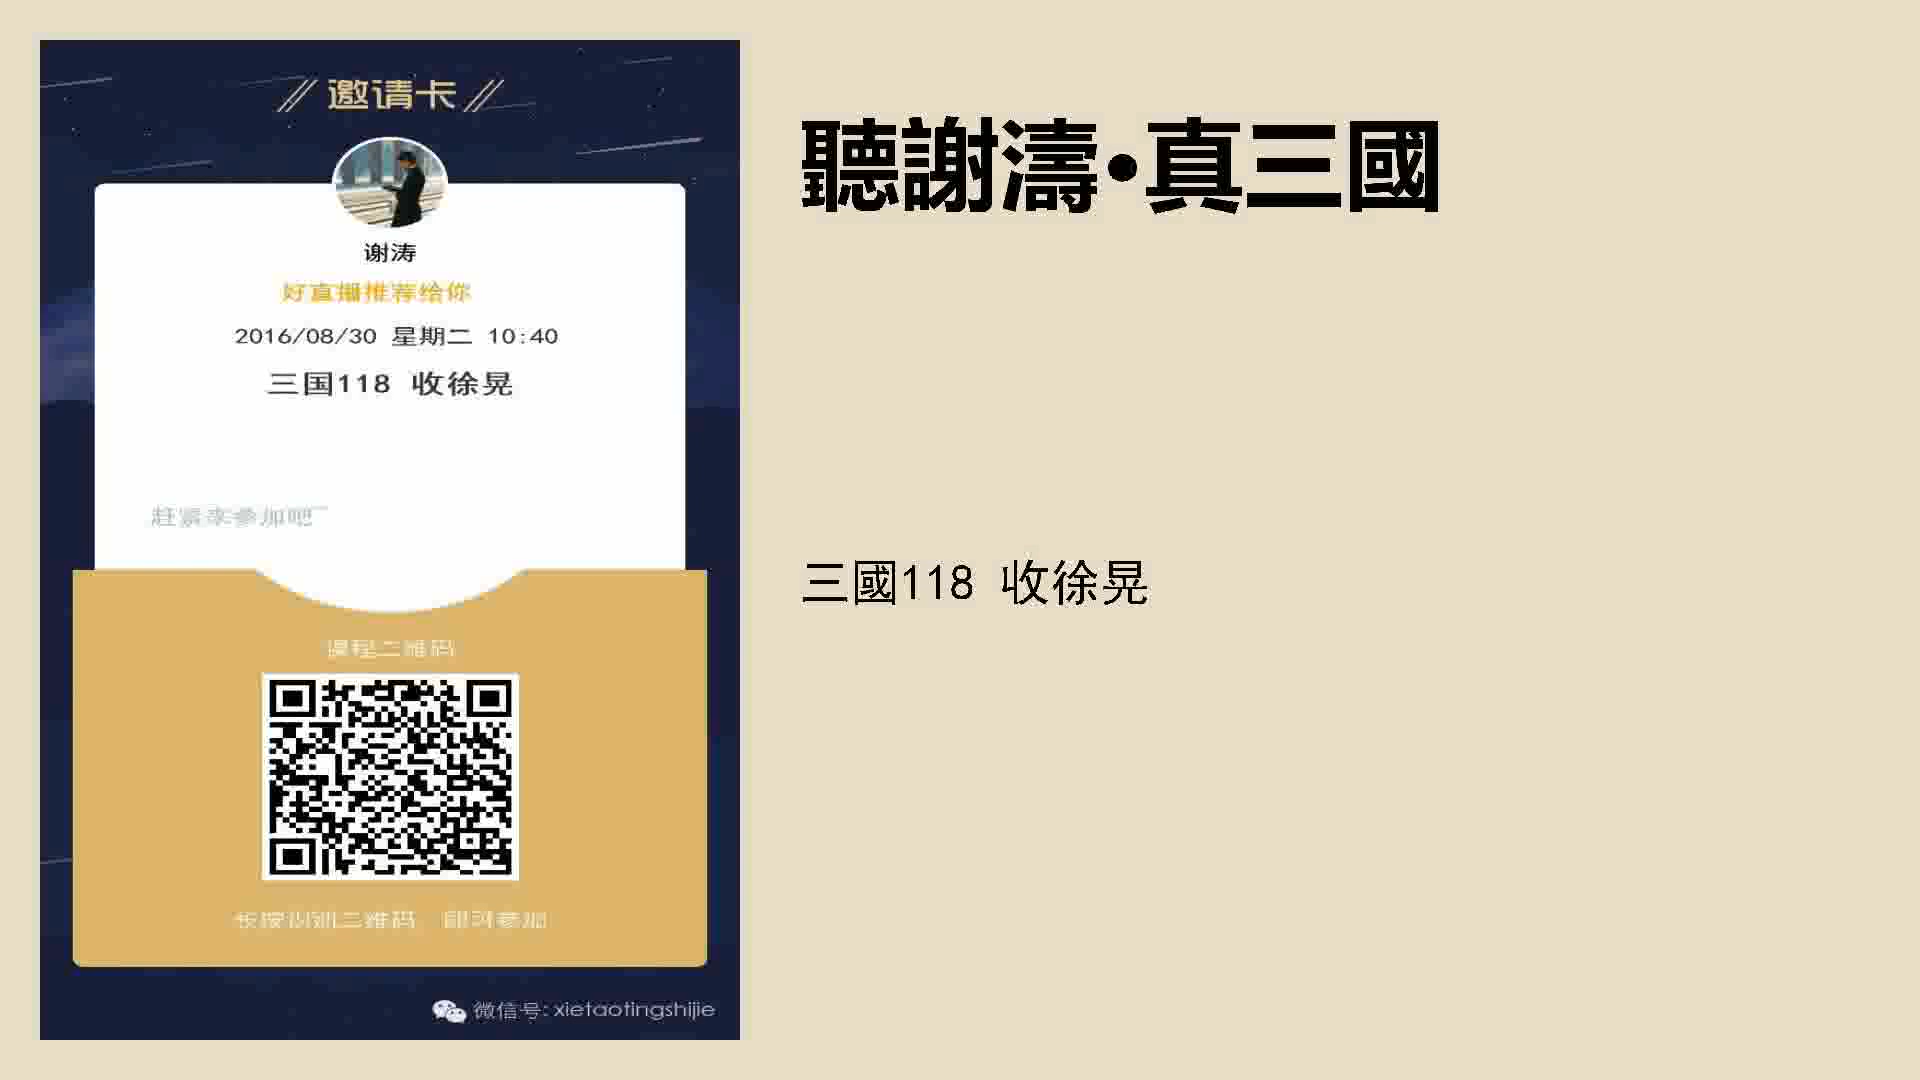 邀请卡
谢涛
好直播推荐给你
2016/08/30 星期二 10:40
三国118 收徐晃
赶紧来参加吧~
课程二维码
长按识别二维码 即可参加
微信号: xietaotingshijie
聽謝濤·真三國
三國118 收徐晃